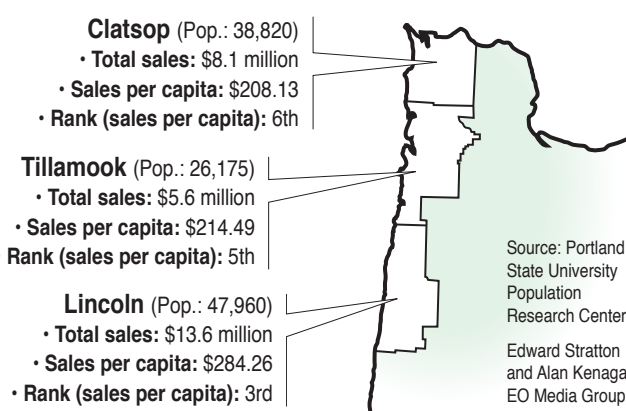 Clatsop (Pop.: 38,820)
• Total sales: $8.1 million
• Sales per capita: $208.13
• Rank (sales per capita): 6th
Tillamook (Pop.: 26,175)
• Total sales: $5.6 million
• Sales per capita: $214.49
Rank (sales per capita): 5th
Lincoln (Pop.: 47,960)
• Total sales: $13.6 million
• Sales per capita: $284.26
• Rank (sales per capita): 3rd
Source: Portland
State University
Population
Research Center
Edward Stratton
and Alan Kenaga
EO Media Group